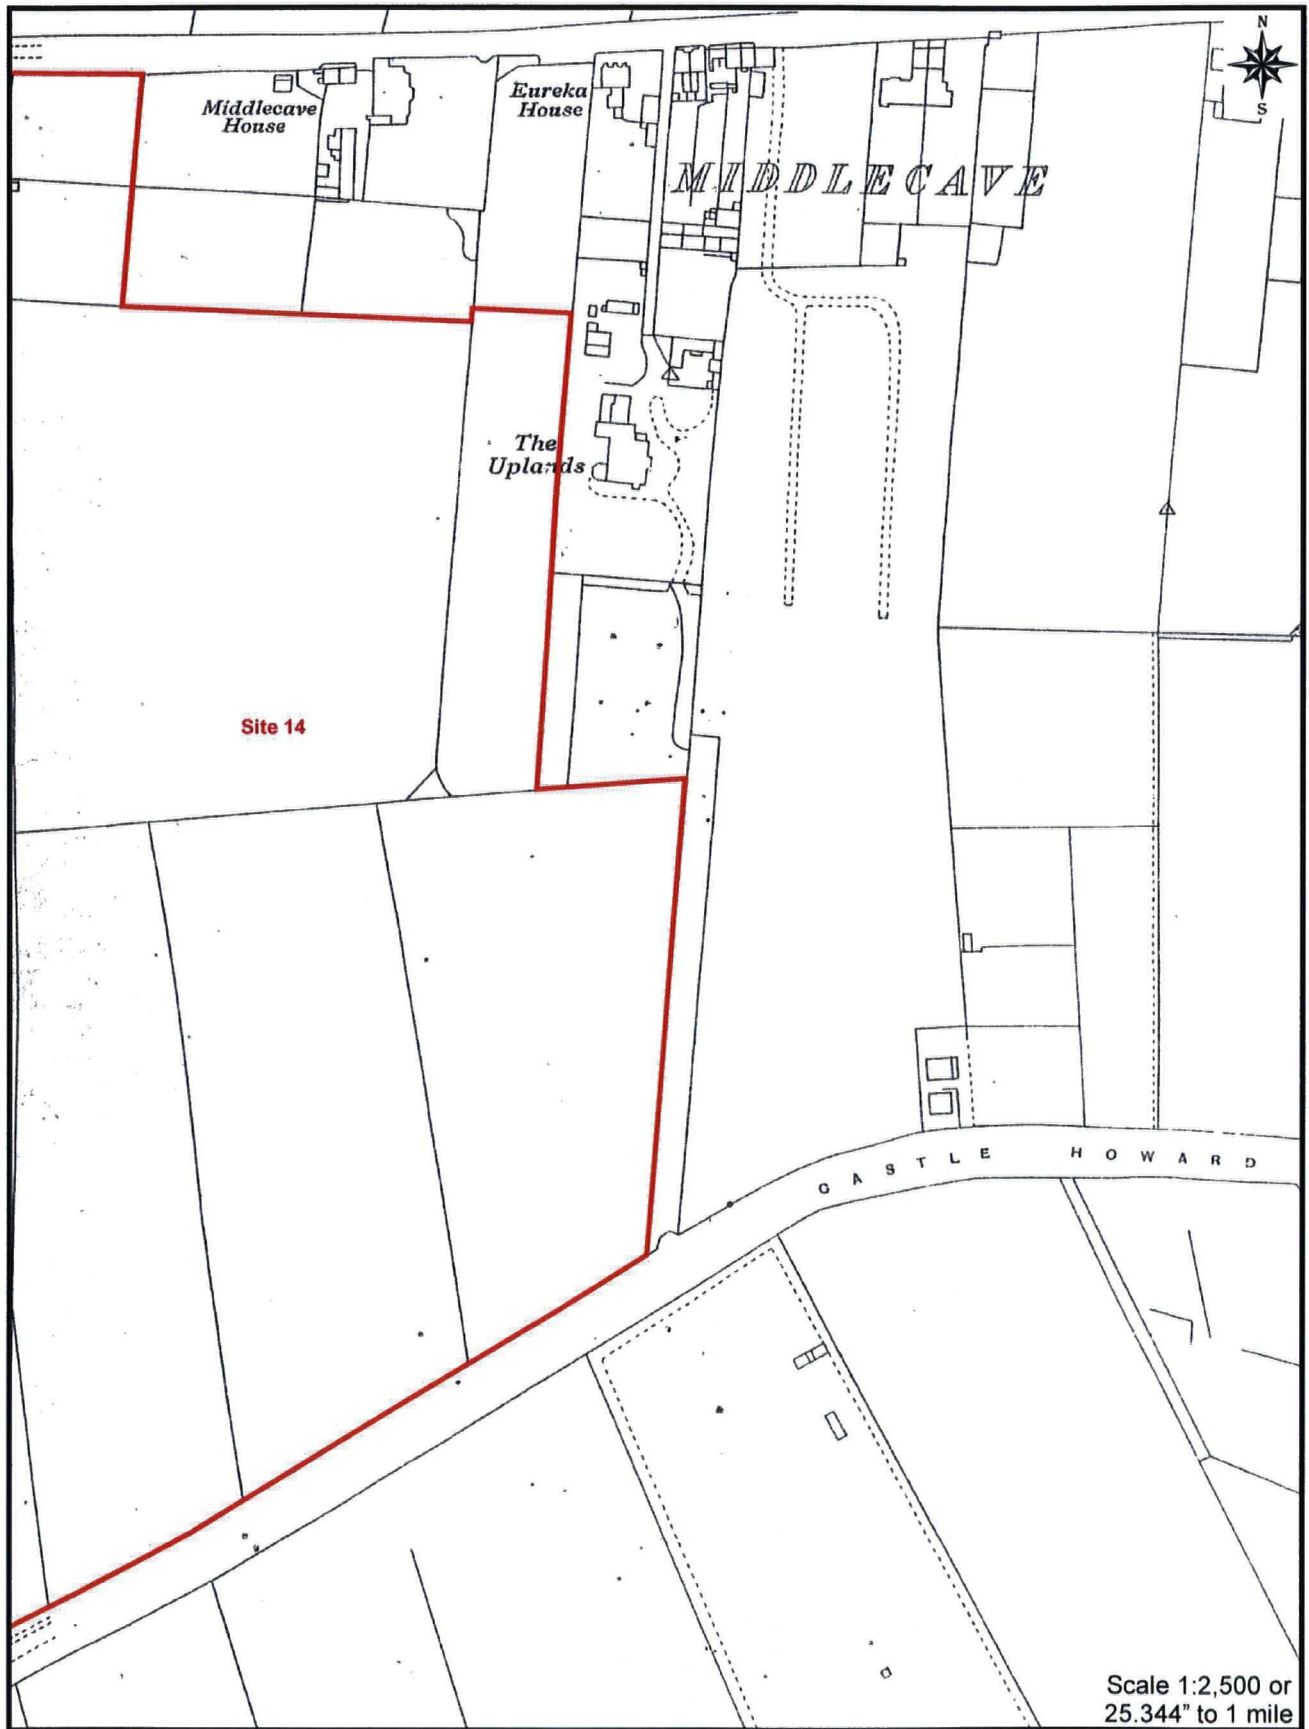 N
S
Middlecave
House
Eureka
House
MIDDLECAVE
The
Uplands
Site 14
CASTLE HOWARD
Scale 1:2,500 or
25.344" to 1 mile